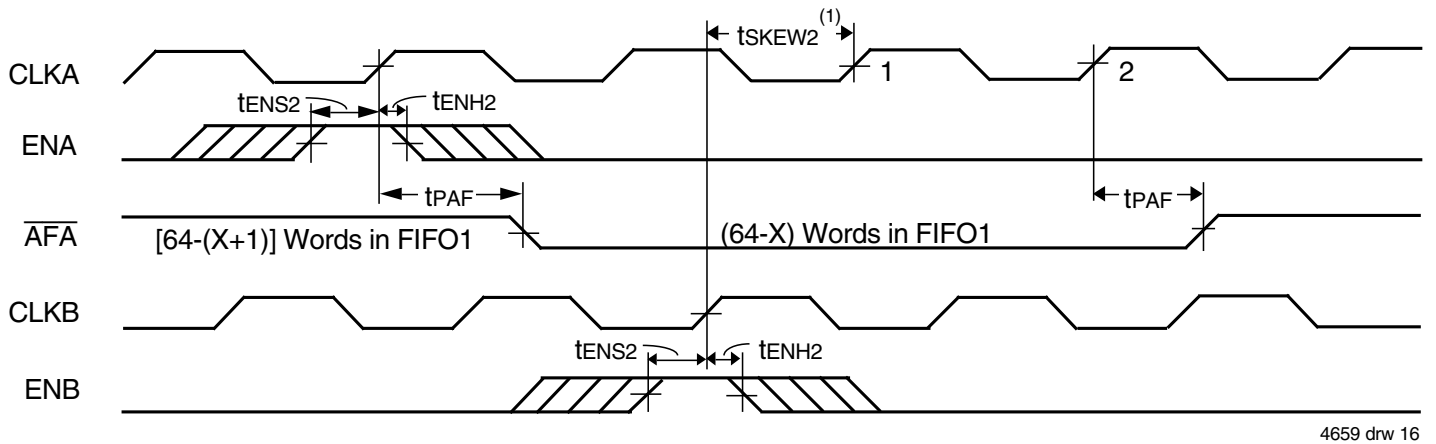 tSKEW2 (1)
CLKA
1
2
tENS2
tENH2
ENA
tPAF
tPAF
AFA
[64-(X+1)] Words in FIFO1
(64-X) Words in FIFO1
CLKB
tENS2
tENH2
ENB
4659 drw 16